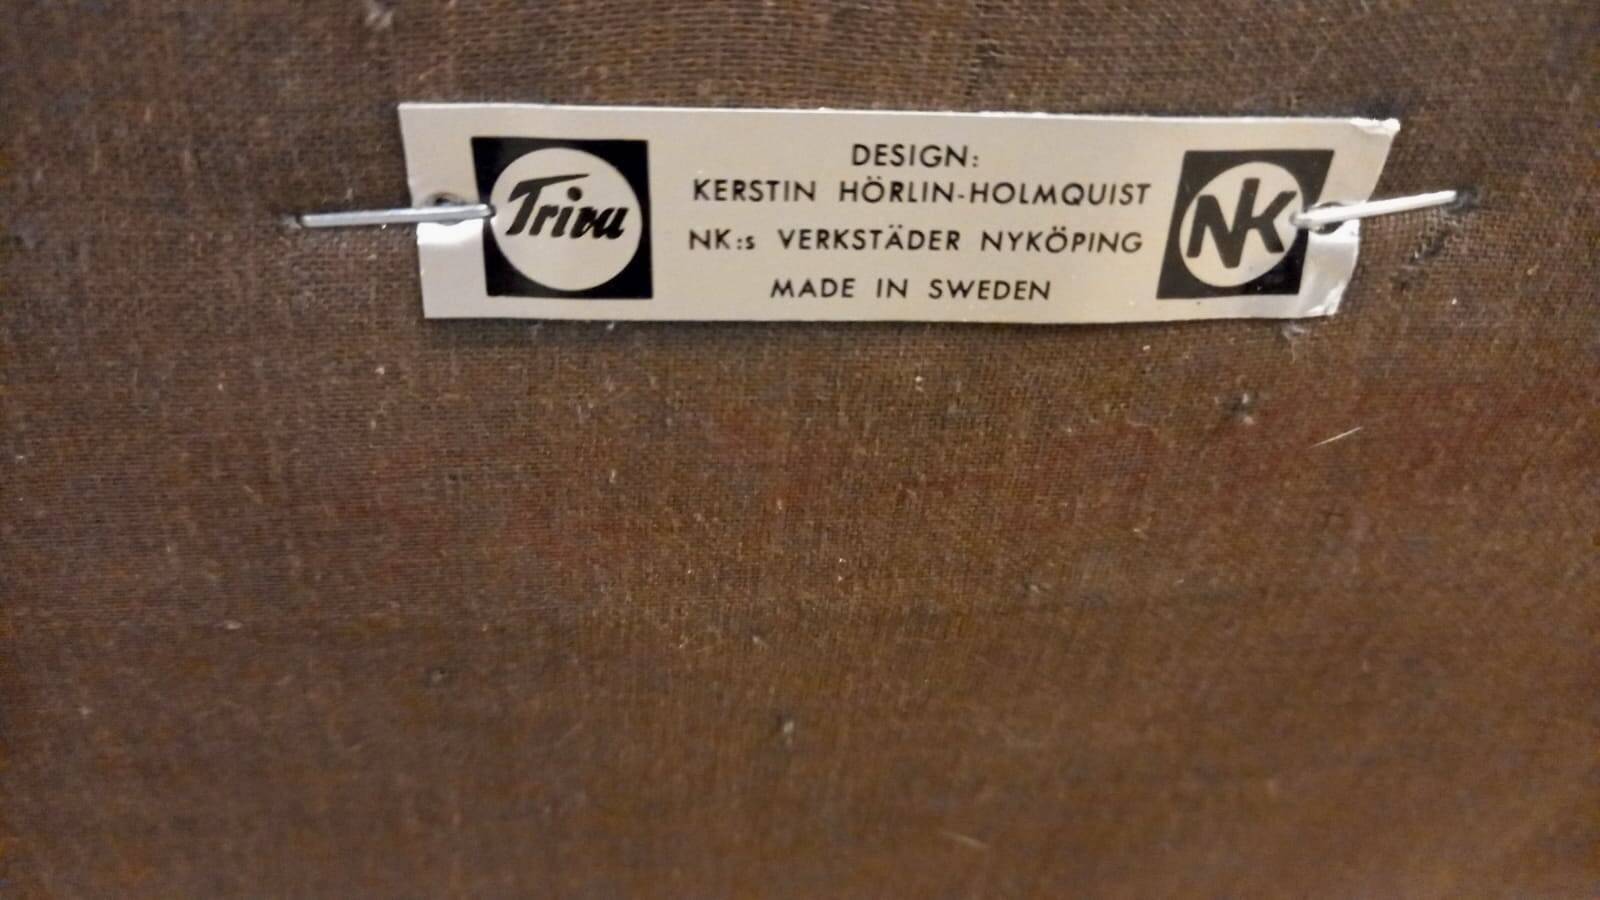 Triva
DESIGN:
KERSTIN HÖRLIN-HOLMQUIST
NK:s VERKSTÄDER NYKÖPING
MADE IN SWEDEN
NK